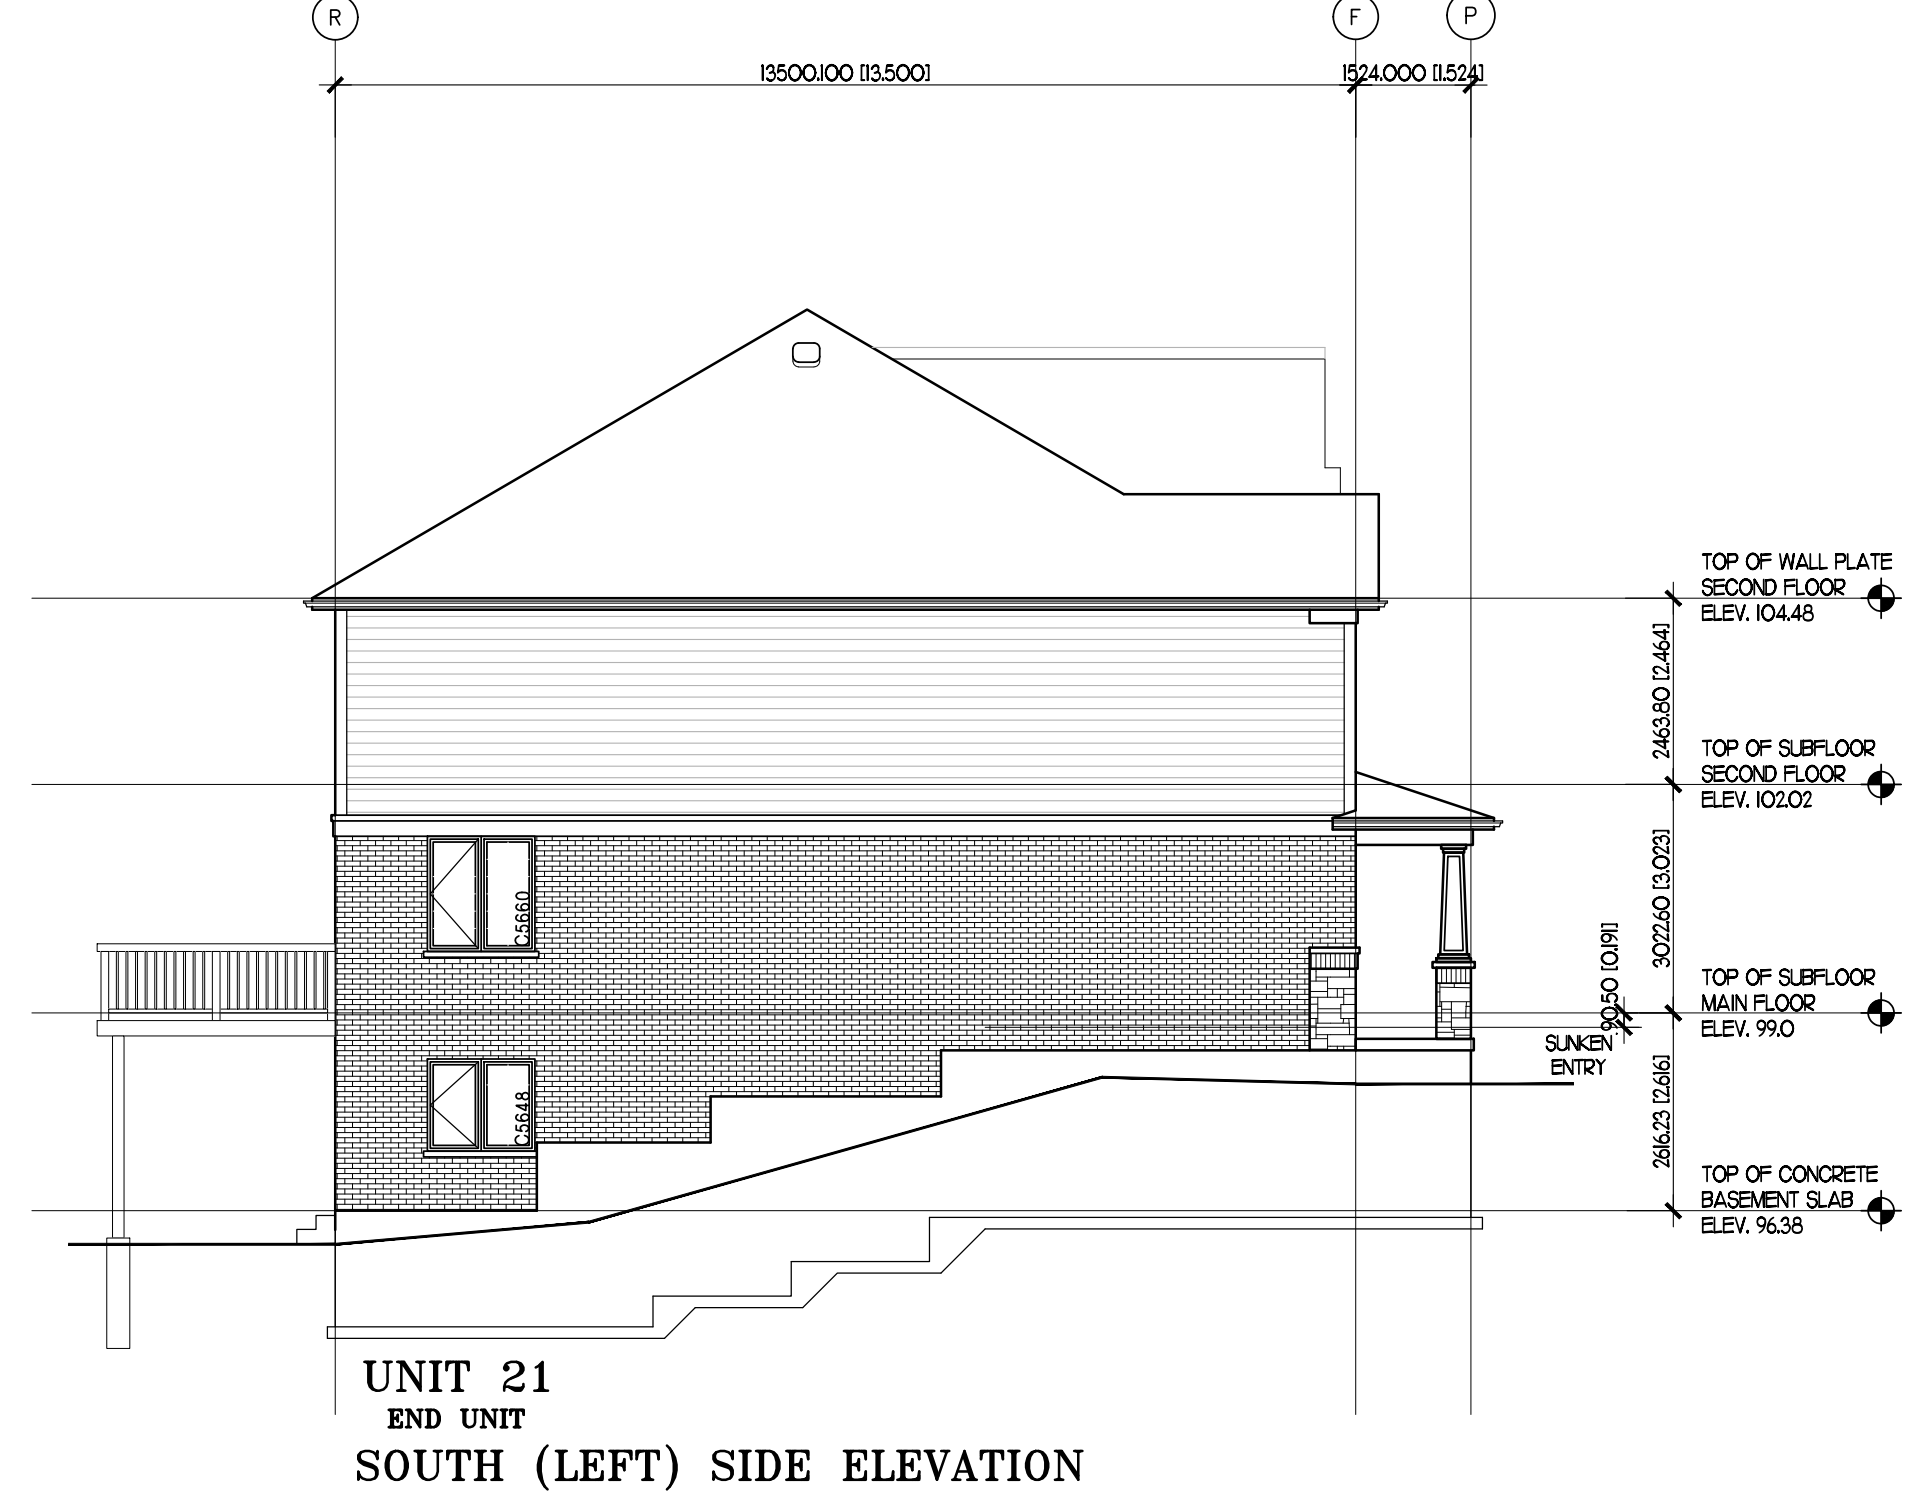 R
F
P
13500.100 [13.500]
1524.000 [1.524]
TOP OF WALL PLATE
SECOND FLOOR
ELEV. 104.48
2463.80 [2.464]
TOP OF SUBFLOOR
SECOND FLOOR
ELEV. 102.02
3022.60 [3.023]
C5660
TOP OF SUBFLOOR
MAIN FLOOR
ELEV. 99.0
190.50 [0.191]
SUNKEN
ENTRY
C5648
2616.23 [2.616]
TOP OF CONCRETE
BASEMENT SLAB
ELEV. 96.38
UNIT 21
END UNIT
SOUTH (LEFT) SIDE ELEVATION